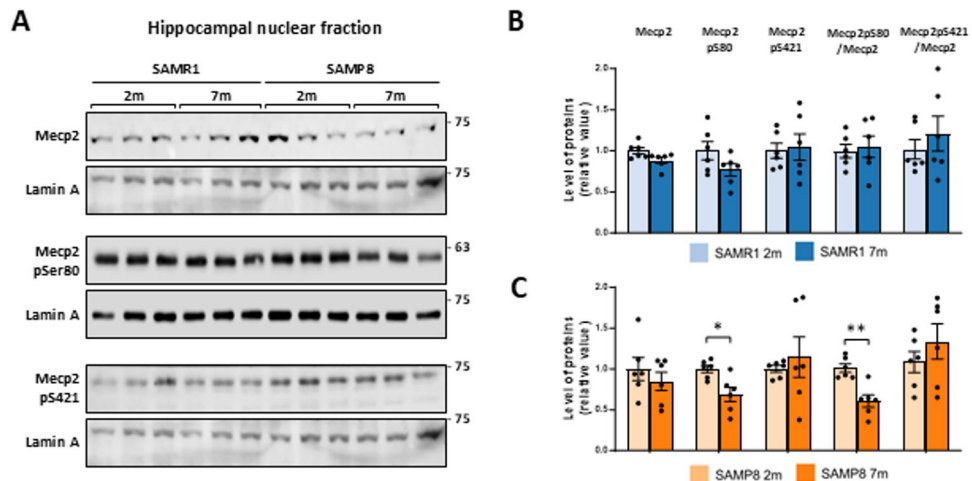 A
Hippocampal nuclear fraction
SAMR1
SAMP8
2m
7m
2m
7m
Mecp2
75
Lamin A
75
Mecp2
pSer80
63
Lamin A
75
Mecp2
pS421
75
Lamin A
75
B
Mecp2
Mecp2
pS80
Mecp2
pS421
Mecp2pS80
/Mecp2
Mecp2pS421
/Mecp2
Level of proteins
(relative value)
2.0
1.5
1.0
0.5
0.0
SAMR1 2m
SAMR1 7m
C
Level of proteins
(relative value)
2.0
1.5
1.0
0.5
0.0
*
**
SAMP8 2m
SAMP8 7m